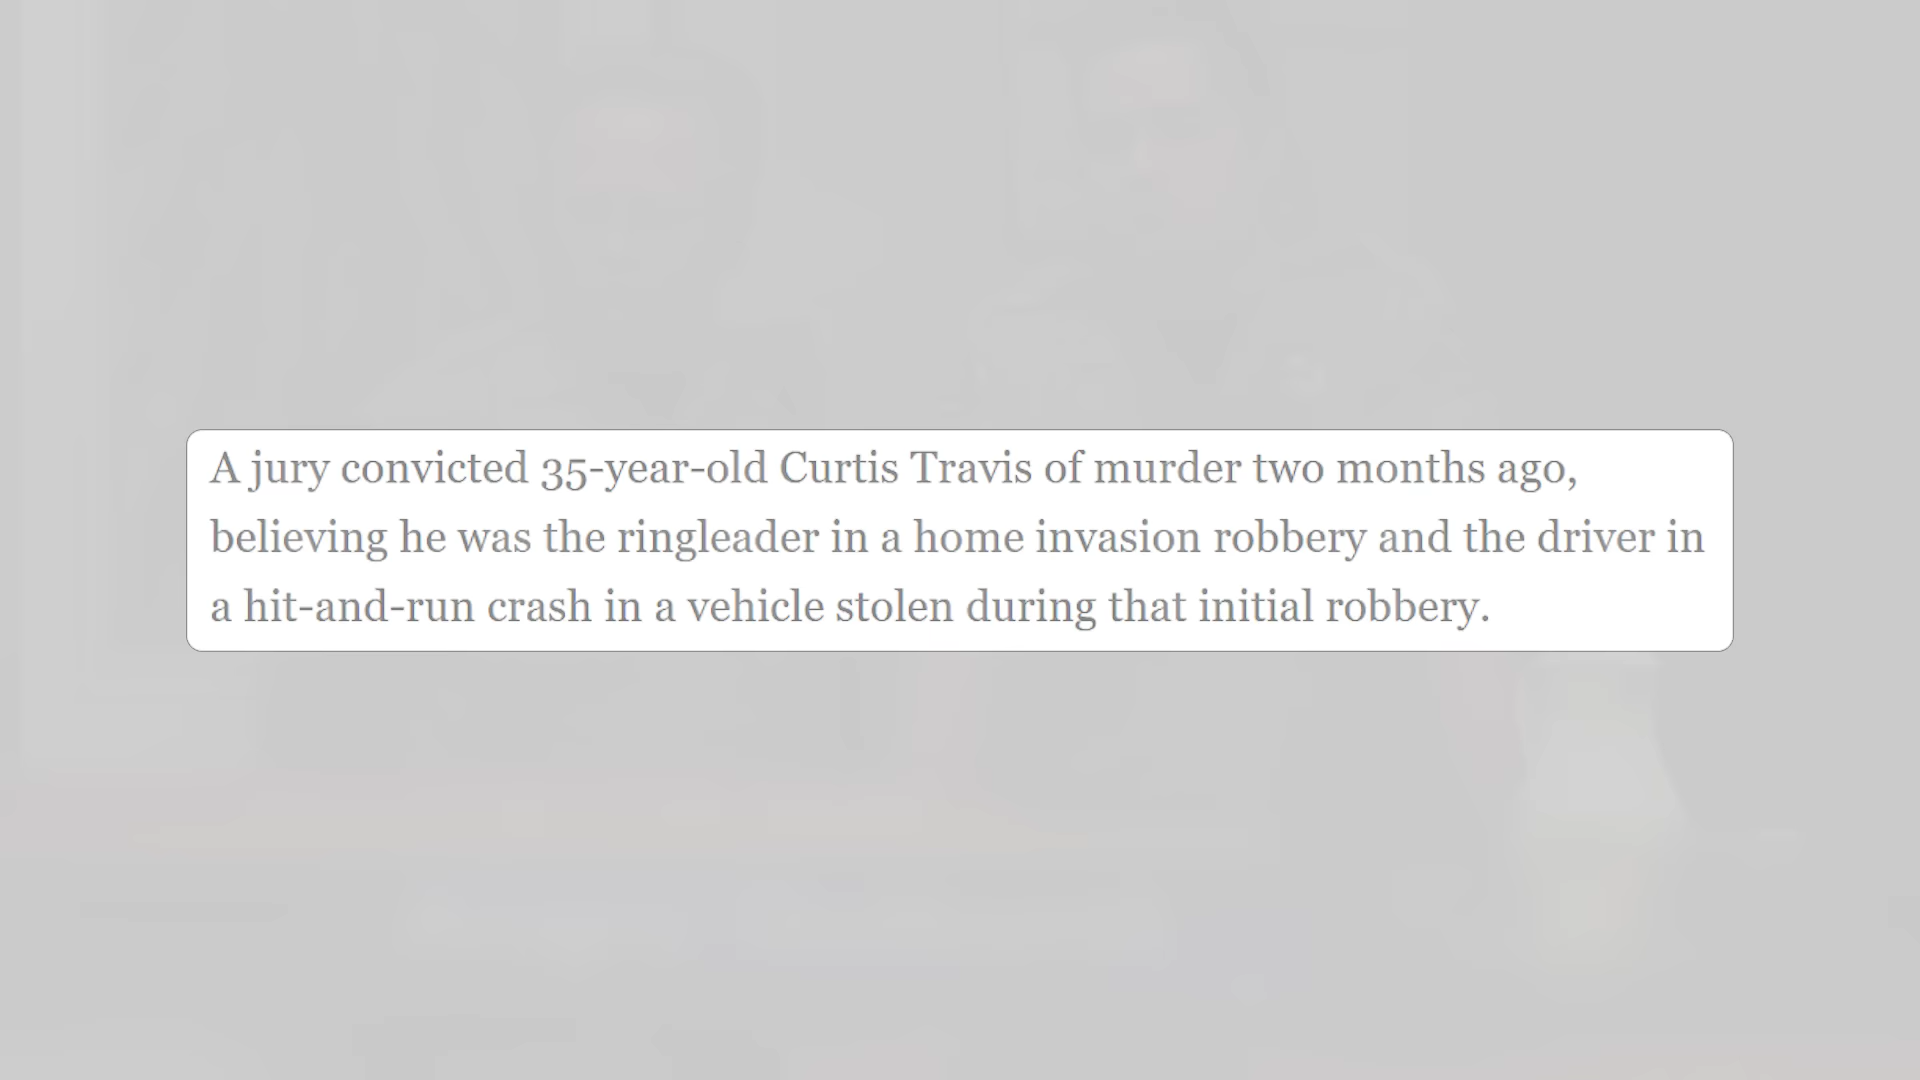 A jury convicted 35-year-old Curtis Travis of murder two months ago,
believing he was the ringleader in a home invasion robbery and the driver in
a hit-and-run crash in a vehicle stolen during that initial robbery.